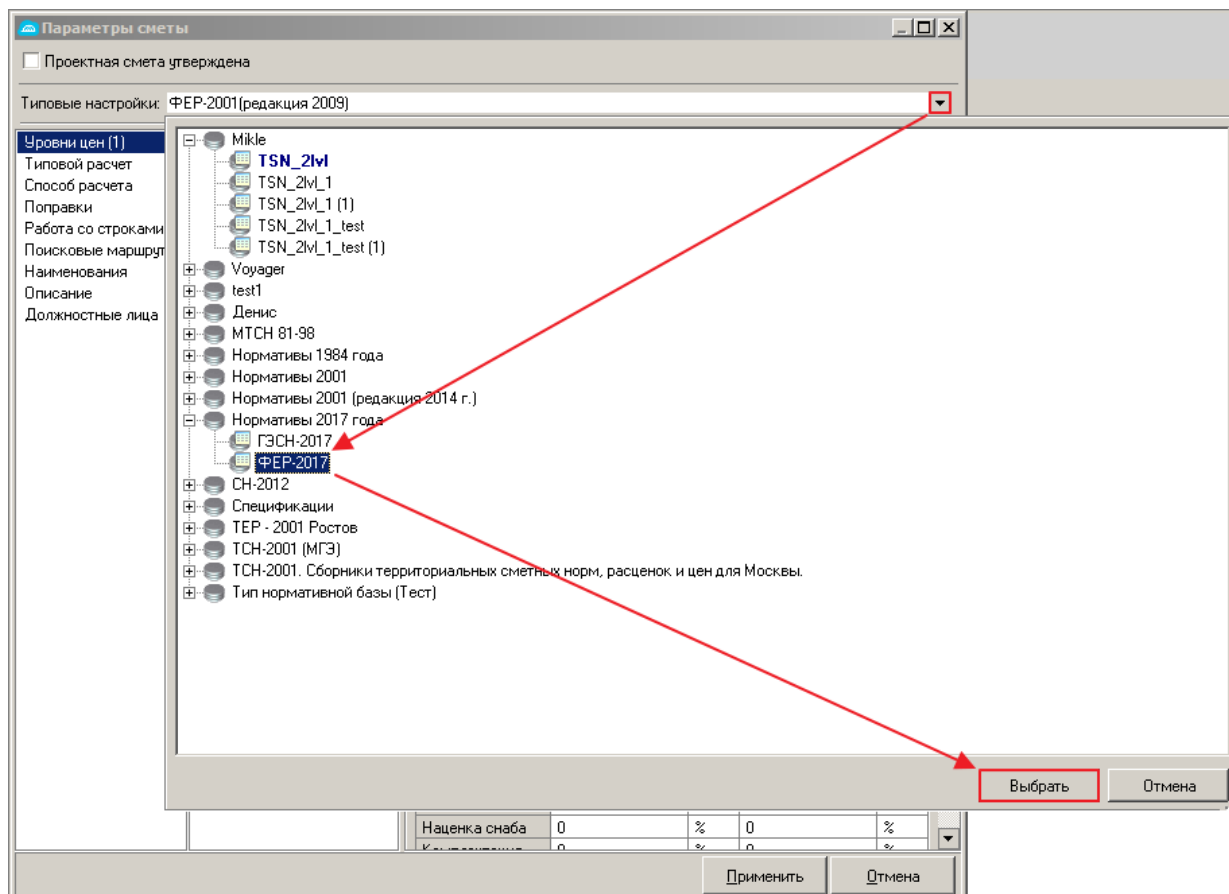 Параметры сметы
Проектная смета утверждена
Типовые настройки: ФЕР-2001(редакция 2009)
Уровни цен (1)
Типовой расчет
Способ расчета
Поправки
Работа со строками
Поисковые маршрут
Наименования
Описание
Должностные лица
Mikle
TSN_2lvl
TSN_2lvl_1
TSN_2lvl_1 (1)
TSN_2lvl_1_test
TSN_2lvl_1_test (1)
Voyager
test1
Денис
МТСН 81-98
Нормативы 1984 года
Нормативы 2001
Нормативы 2001 (редакция 2014 г.)
Нормативы 2017 года
ГЭСН-2017
ФЕР-2017
СН-2012
Спецификации
ТЕР - 2001 Ростов
ТСН-2001 (МГЭ)
ТСН-2001. Сборники территориальных сметных норм, расценок и цен для Москвы.
Тип нормативной базы (Тест)
Выбрать Отмена
Наценка снаба 0 % 0 %
0 % 0 %
Применить Отмена